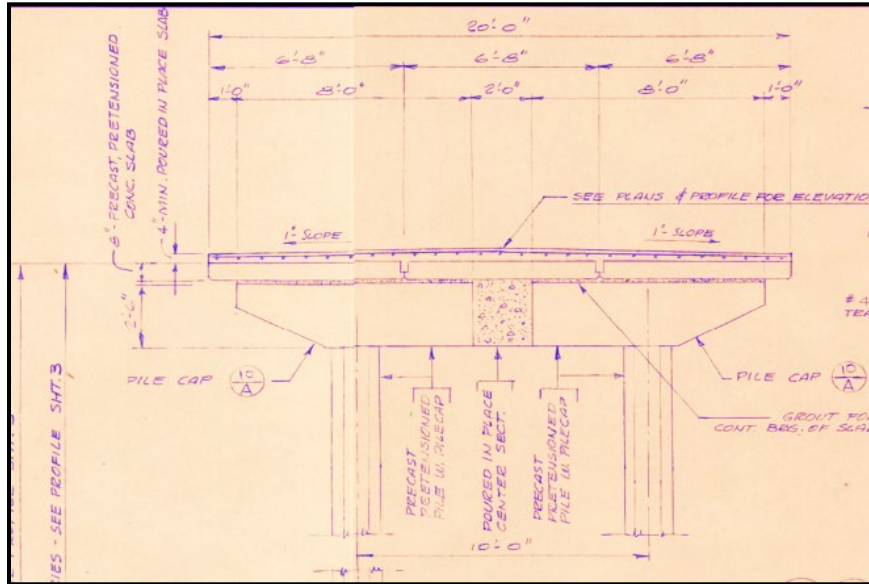 20'-0"
6'-8"
6'-8"
6'-8"
1'-0"
8'-0"
2'-0"
8'-0"
1'-0"
8"-PRECAST, PRETENSIONED
CONC. SLAB
4"-MIN. POURED IN PLACE SLAB
SEE PLANS & PROFILE FOR ELEVATIO
1"-SLOPE
1"-SLOPE
2'-6"
# 4
PILE CAP
10
A
PILE CAP
10
A
GROUT FO
CONT. BRG. OF SLA
PRECAST
PRETENSIONED
PILE W. PILECAP
POURED IN PLACE
CENTER SECT.
PRECAST
PRETENSIONED
PILE W. PILECAP
IES - SEE PROFILE SHT. 3
10'-0"